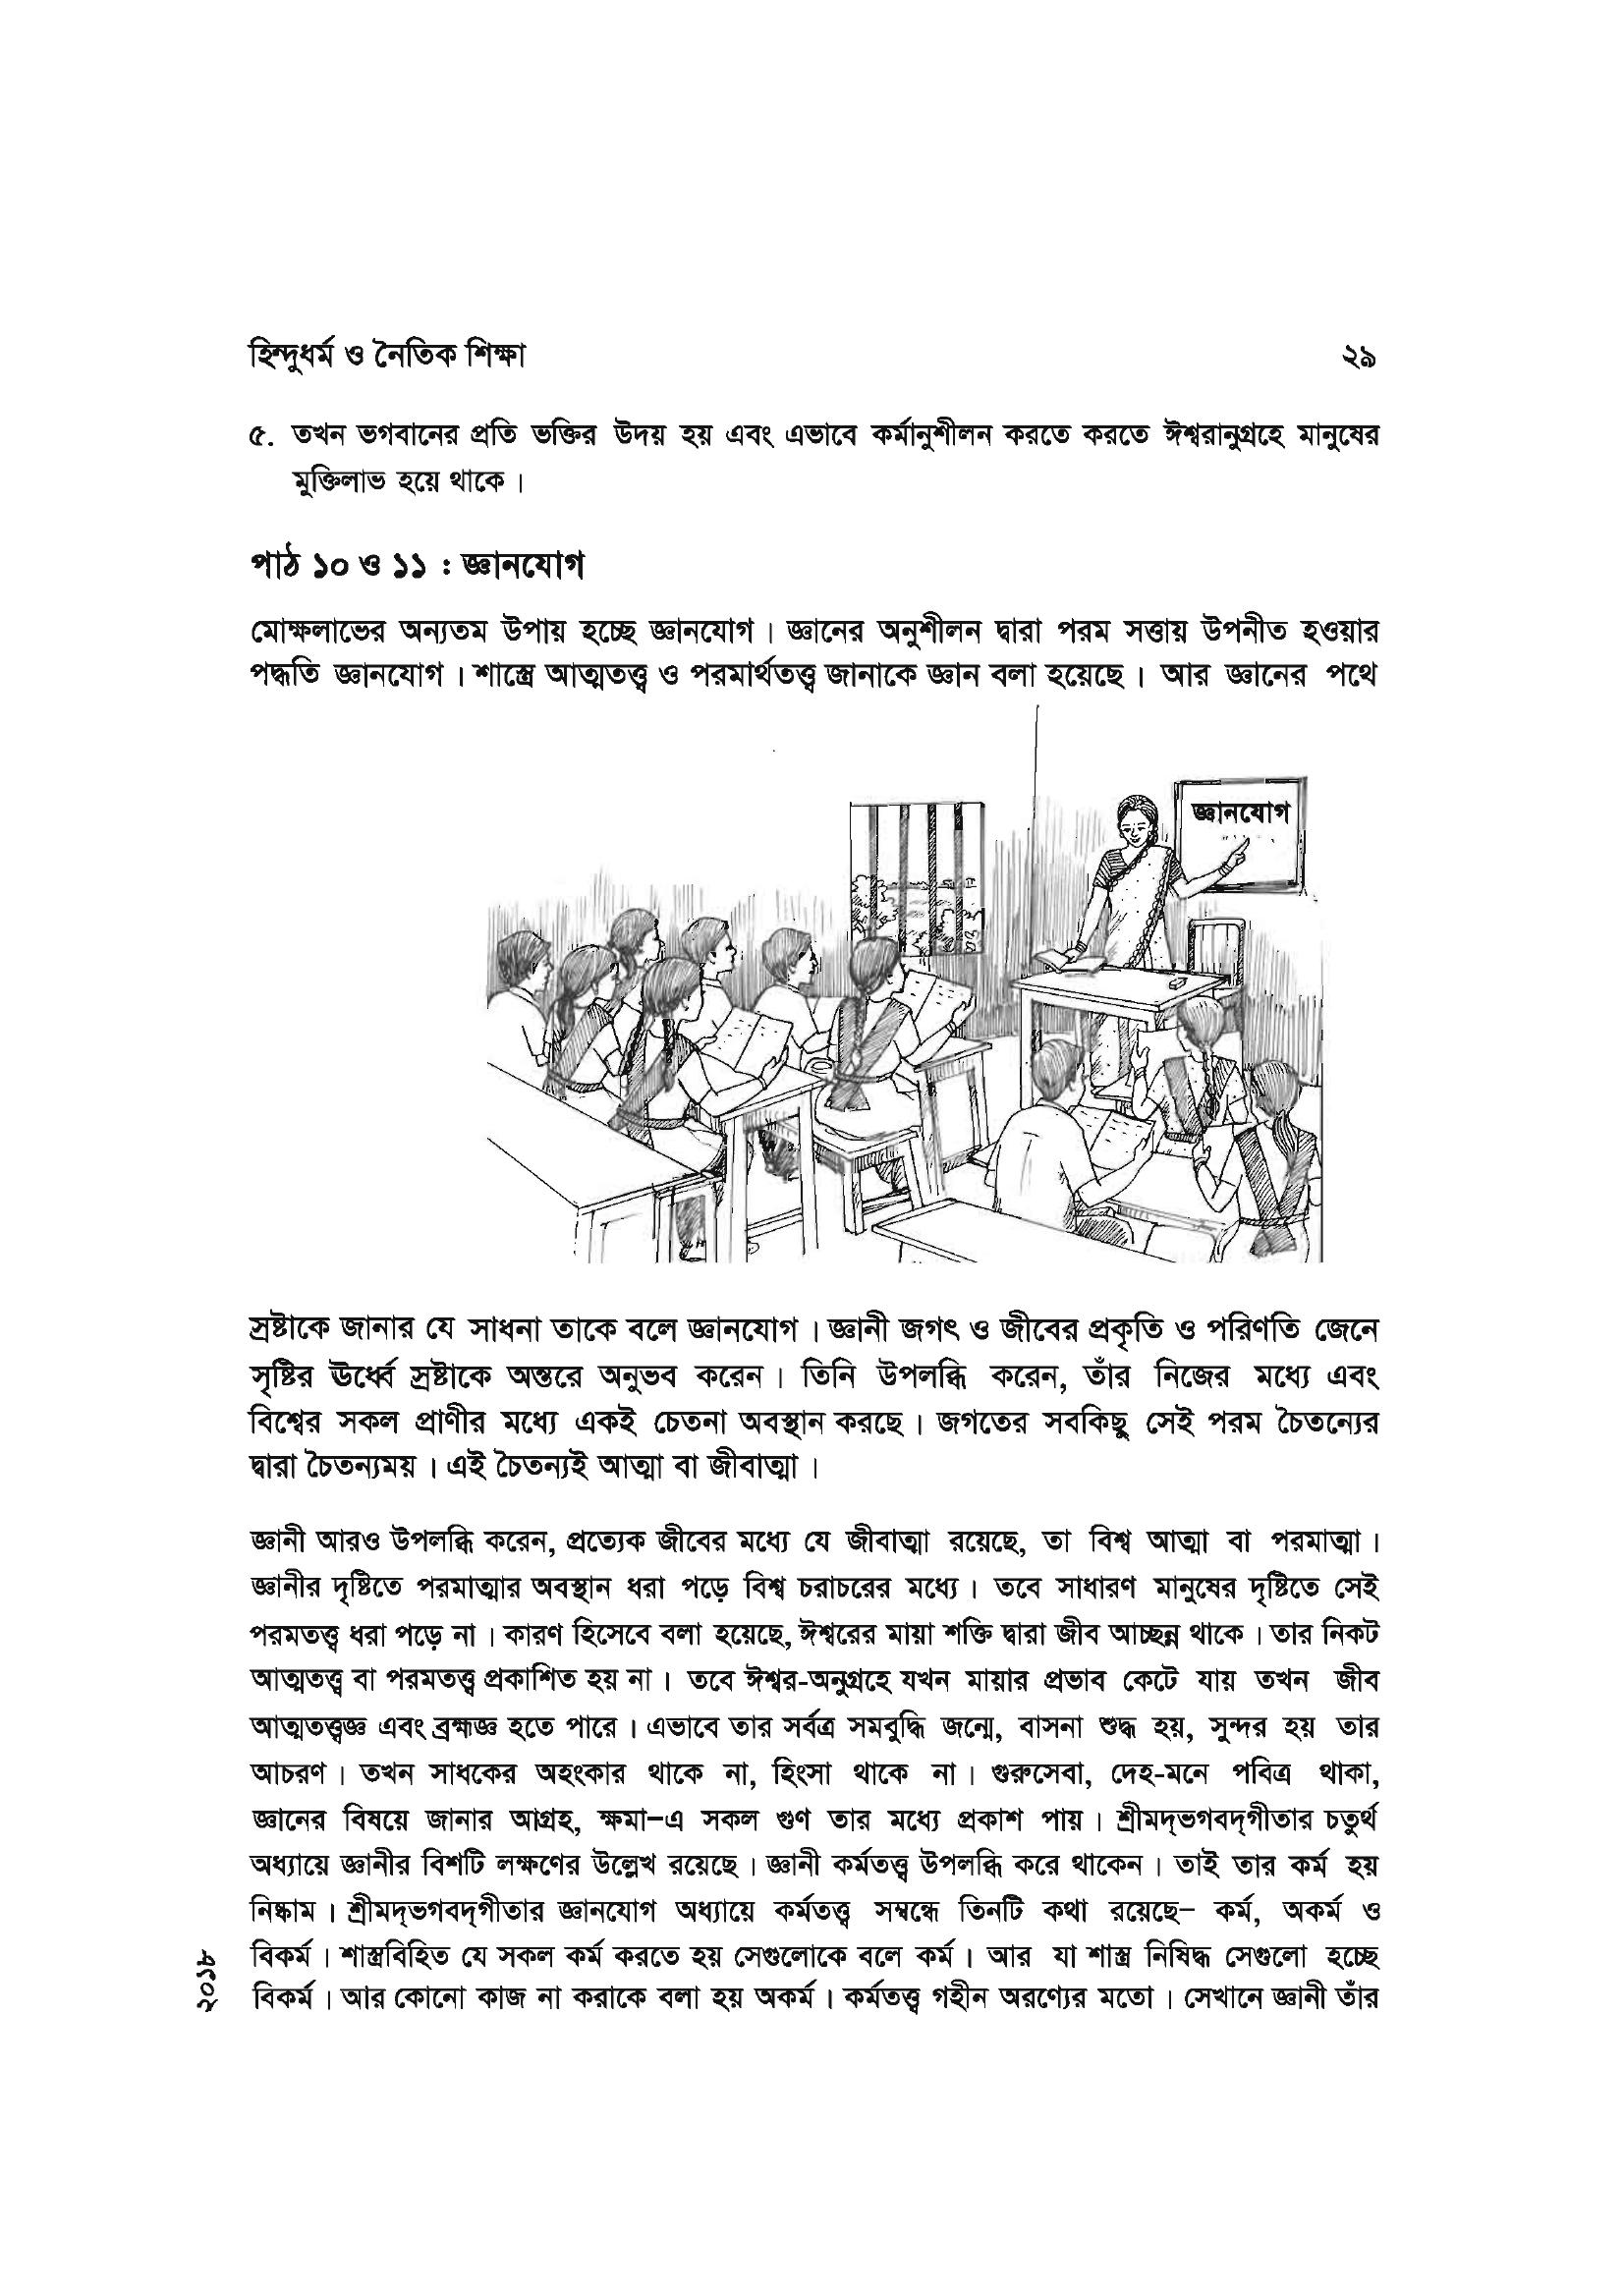 হিন্দুধর্ম ও নৈতিক শিক্ষা ২৯
৫. তখন ভগবানের প্রতি ভক্তির উদয় হয় এবং এভাবে কর্মানুশীলন করতে করতে ঈশ্বরানুগ্রহে মানুষের
মুক্তিলাভ হয়ে থাকে।
পাঠ ১০ ও ১১ : জ্ঞানযোগ
মোক্ষলাভের অন্যতম উপায় হচ্ছে জ্ঞানযোগ। জ্ঞানের অনুশীলন দ্বারা পরম সত্তায় উপনীত হওয়ার
পদ্ধতি জ্ঞানযোগ। শাস্ত্রে আত্মতত্ত্ব ও পরমার্থতত্ত্ব জানাকে জ্ঞান বলা হয়েছে। আর জ্ঞানের পথে
জ্ঞানযোগ
স্রষ্টাকে জানার যে সাধনা তাকে বলে জ্ঞানযোগ। জ্ঞানী জগৎ ও জীবের প্রকৃতি ও পরিণতি জেনে
সৃষ্টির ঊর্ধ্বে স্রষ্টাকে অন্তরে অনুভব করেন। তিনি উপলব্ধি করেন, তাঁর নিজের মধ্যে এবং
বিশ্বের সকল প্রাণীর মধ্যে একই চেতনা অবস্থান করছে। জগতের সবকিছু সেই পরম চৈতন্যের
দ্বারা চৈতন্যময়। এই চৈতন্যই আত্মা বা জীবাত্মা।
জ্ঞানী আরও উপলব্ধি করেন, প্রত্যেক জীবের মধ্যে যে জীবাত্মা রয়েছে, তা বিশ্ব আত্মা বা পরমাত্মা।
জ্ঞানীর দৃষ্টিতে পরমাত্মার অবস্থান ধরা পড়ে বিশ্ব চরাচরের মধ্যে। তবে সাধারণ মানুষের দৃষ্টিতে সেই
পরমতত্ত্ব ধরা পড়ে না। কারণ হিসেবে বলা হয়েছে, ঈশ্বরের মায়া শক্তি দ্বারা জীব আচ্ছন্ন থাকে। তার নিকট
আত্মতত্ত্ব বা পরমতত্ত্ব প্রকাশিত হয় না। তবে ঈশ্বর-অনুগ্রহে যখন মায়ার প্রভাব কেটে যায় তখন জীব
আত্মতত্ত্বজ্ঞ এবং ব্রহ্মজ্ঞ হতে পারে। এভাবে তার সর্বত্র সমবুদ্ধি জন্মে, বাসনা শুদ্ধ হয়, সুন্দর হয় তার
আচরণ। তখন সাধকের অহংকার থাকে না, হিংসা থাকে না। গুরুসেবা, দেহ-মনে পবিত্র থাকা,
জ্ঞানের বিষয়ে জানার আগ্রহ, ক্ষমা–এ সকল গুণ তার মধ্যে প্রকাশ পায়। শ্রীমদ্‌ভগবদ্‌গীতার চতুর্থ
অধ্যায়ে জ্ঞানীর বিশটি লক্ষণের উল্লেখ রয়েছে। জ্ঞানী কর্মতত্ত্ব উপলব্ধি করে থাকেন। তাই তার কর্ম হয়
নিষ্কাম। শ্রীমদ্‌ভগবদ্‌গীতার জ্ঞানযোগ অধ্যায়ে কর্মতত্ত্ব সম্বন্ধে তিনটি কথা রয়েছে– কর্ম, অকর্ম ও
বিকর্ম। শাস্ত্রবিহিত যে সকল কর্ম করতে হয় সেগুলোকে বলে কর্ম। আর যা শাস্ত্র নিষিদ্ধ সেগুলো হচ্ছে
বিকর্ম। আর কোনো কাজ না করাকে বলা হয় অকর্ম। কর্মতত্ত্ব গহীন অরণ্যের মতো। সেখানে জ্ঞানী তাঁর
২০১৮